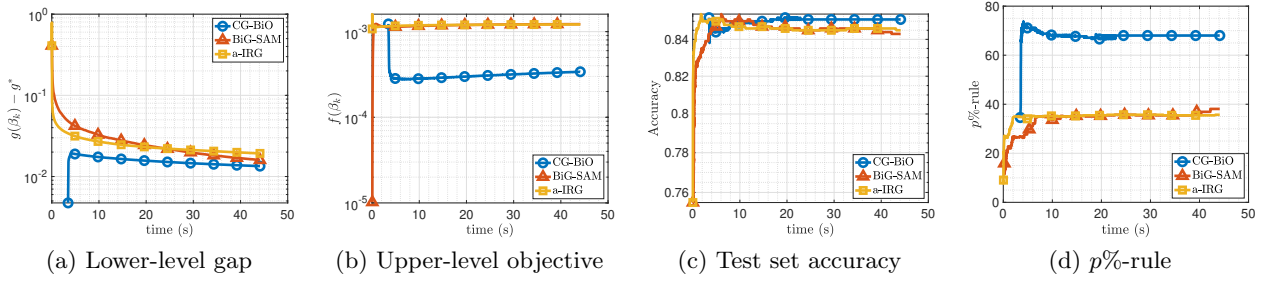 10^0
10^-1
10^-2
g(β_k) − g*
0 10 20 30 40 50
time (s)
CG-BiO
BiG-SAM
a-IRG
(a) Lower-level gap
10^-3
10^-4
10^-5
f(β_k)
0 10 20 30 40 50
time (s)
CG-BiO
BiG-SAM
a-IRG
(b) Upper-level objective
0.84
0.82
0.8
0.78
0.76
Accuracy
0 10 20 30 40 50
time (s)
CG-BiO
BiG-SAM
a-IRG
(c) Test set accuracy
80
60
40
20
0
p%-rule
0 10 20 30 40 50
time (s)
CG-BiO
BiG-SAM
a-IRG
(d) p%-rule